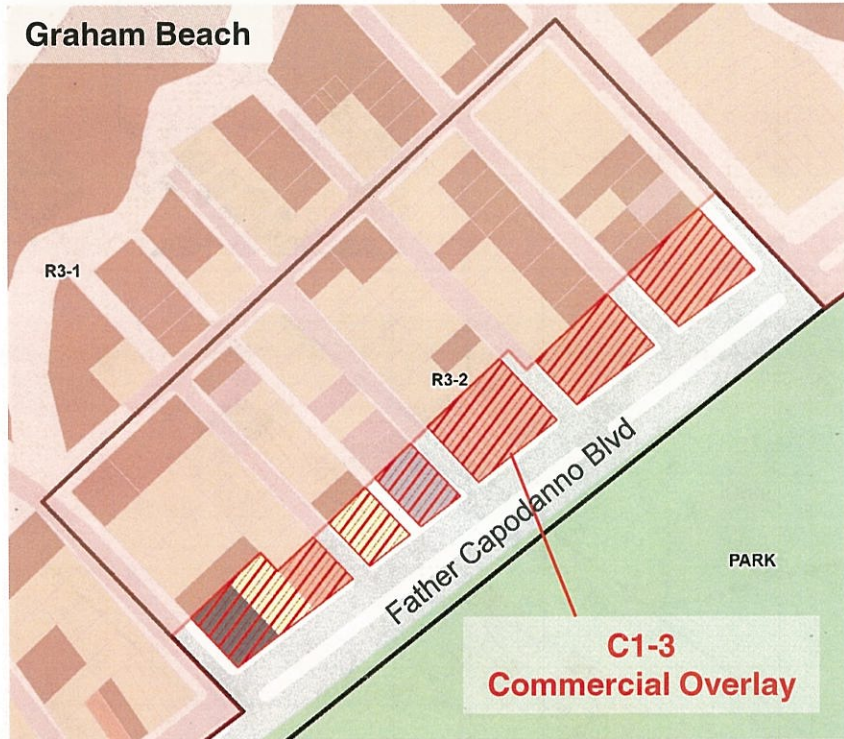 Graham Beach
R3-1
R3-2
Father Capodanno Blvd
PARK
C1-3
Commercial Overlay